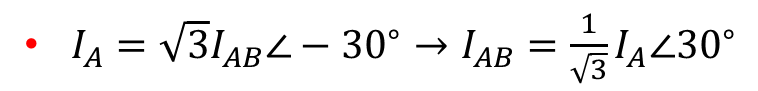 • I_A = √3 I_AB∠ − 30° → I_AB = 1/√3 I_A∠30°